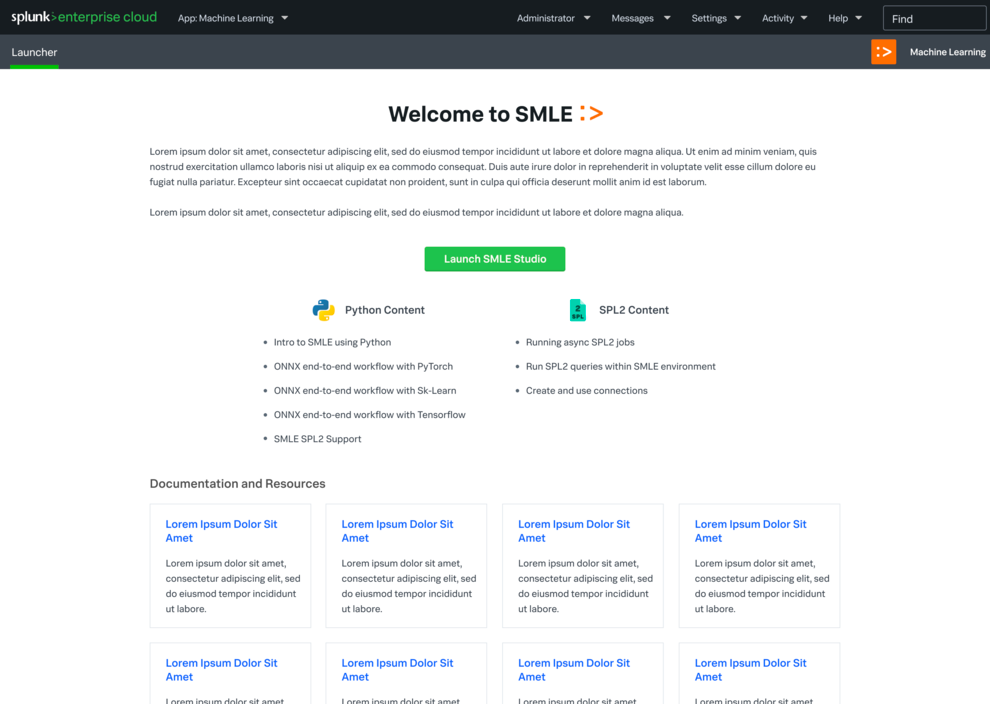 splunk>enterprise cloud App: Machine Learning Administrator Messages Settings Activity Help Find
Launcher Machine Learning
Welcome to SMLE :>
Lorem ipsum dolor sit amet, consectetur adipiscing elit, sed do eiusmod tempor incididunt ut labore et dolore magna aliqua. Ut enim ad minim veniam, quis
nostrud exercitation ullamco laboris nisi ut aliquip ex ea commodo consequat. Duis aute irure dolor in reprehenderit in voluptate velit esse cillum dolore eu
fugiat nulla pariatur. Excepteur sint occaecat cupidatat non proident, sunt in culpa qui officia deserunt mollit anim id est laborum.
Lorem ipsum dolor sit amet, consectetur adipiscing elit, sed do eiusmod tempor incididunt ut labore et dolore magna aliqua.
Launch SMLE Studio
Python Content
Intro to SMLE using Python
ONNX end-to-end workflow with PyTorch
ONNX end-to-end workflow with Sk-Learn
ONNX end-to-end workflow with Tensorflow
SMLE SPL2 Support
2
SPL
SPL2 Content
Running async SPL2 jobs
Run SPL2 queries within SMLE environment
Create and use connections
Documentation and Resources
Lorem Ipsum Dolor Sit
Amet
Lorem ipsum dolor sit amet,
consectetur adipiscing elit, sed
do eiusmod tempor incididunt
ut labore.
Lorem Ipsum Dolor Sit
Amet
Lorem ipsum dolor sit amet,
consectetur adipiscing elit, sed
do eiusmod tempor incididunt
ut labore.
Lorem Ipsum Dolor Sit
Amet
Lorem ipsum dolor sit amet,
consectetur adipiscing elit, sed
do eiusmod tempor incididunt
ut labore.
Lorem Ipsum Dolor Sit
Amet
Lorem ipsum dolor sit amet,
consectetur adipiscing elit, sed
do eiusmod tempor incididunt
ut labore.
Lorem Ipsum Dolor Sit
Amet
Lorem ipsum dolor sit amet,
Lorem Ipsum Dolor Sit
Amet
Lorem ipsum dolor sit amet,
Lorem Ipsum Dolor Sit
Amet
Lorem ipsum dolor sit amet,
Lorem Ipsum Dolor Sit
Amet
Lorem ipsum dolor sit amet,